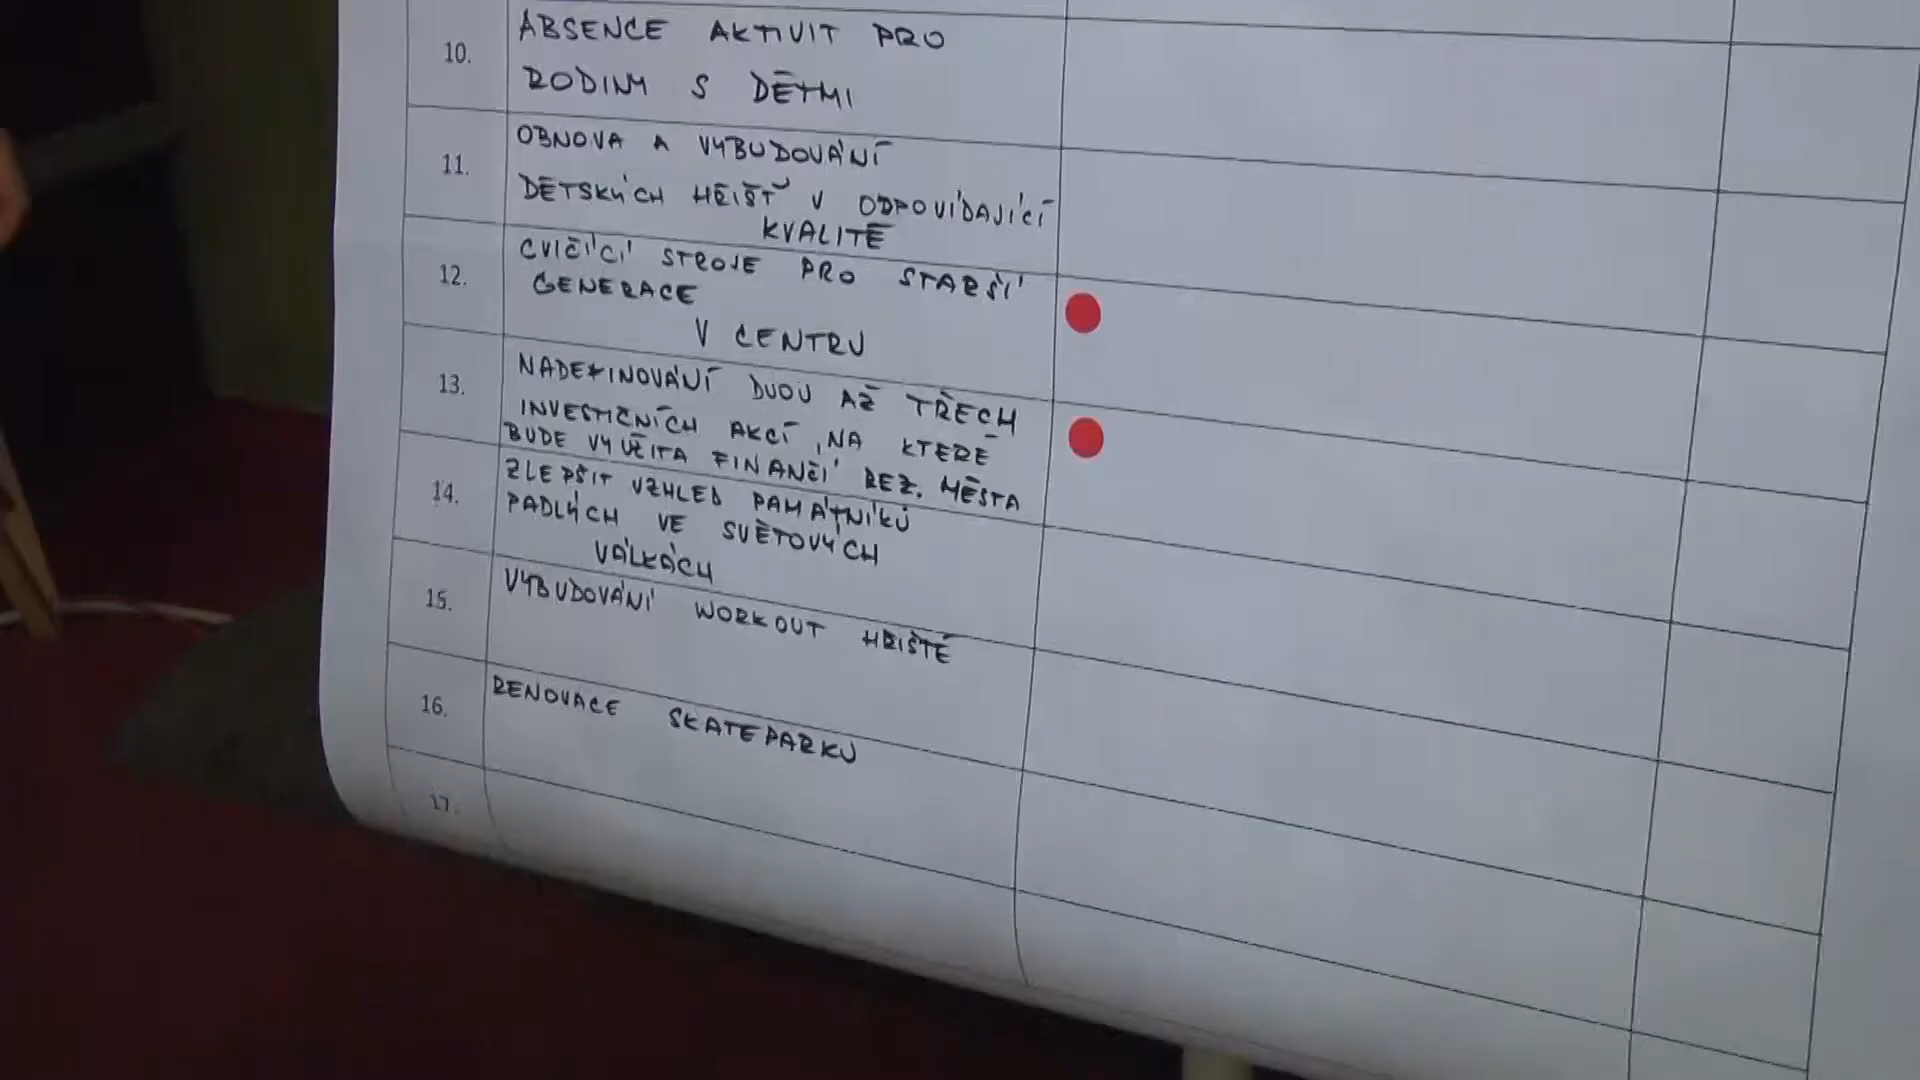 10.
ABSENCE AKTIVIT PRO
RODINY S DĚTMI
11.
OBNOVA A VYBUDOVÁNÍ
DĚTSKÝCH HŘIŠŤ V ODPOVÍDAJÍCÍ
KVALITĚ
12.
CVIČÍCÍ STROJE PRO STARŠÍ
GENERACE
V CENTRU
13.
NADEFINOVÁNÍ DVOU AŽ TŘECH
INVESTIČNÍCH AKCÍ, NA KTERÉ
BUDE VYUŽITA FINANČÍ REZ. MĚSTA
14.
ZLEPŠIT VZHLED PAMÁTNÍKŮ
PADLÝCH VE SVĚTOVÝCH
VÁLKÁCH
15.
VYBUDOVÁNÍ WORKOUT HŘIŠTĚ
16.
RENOVACE SKATEPARKU
17.